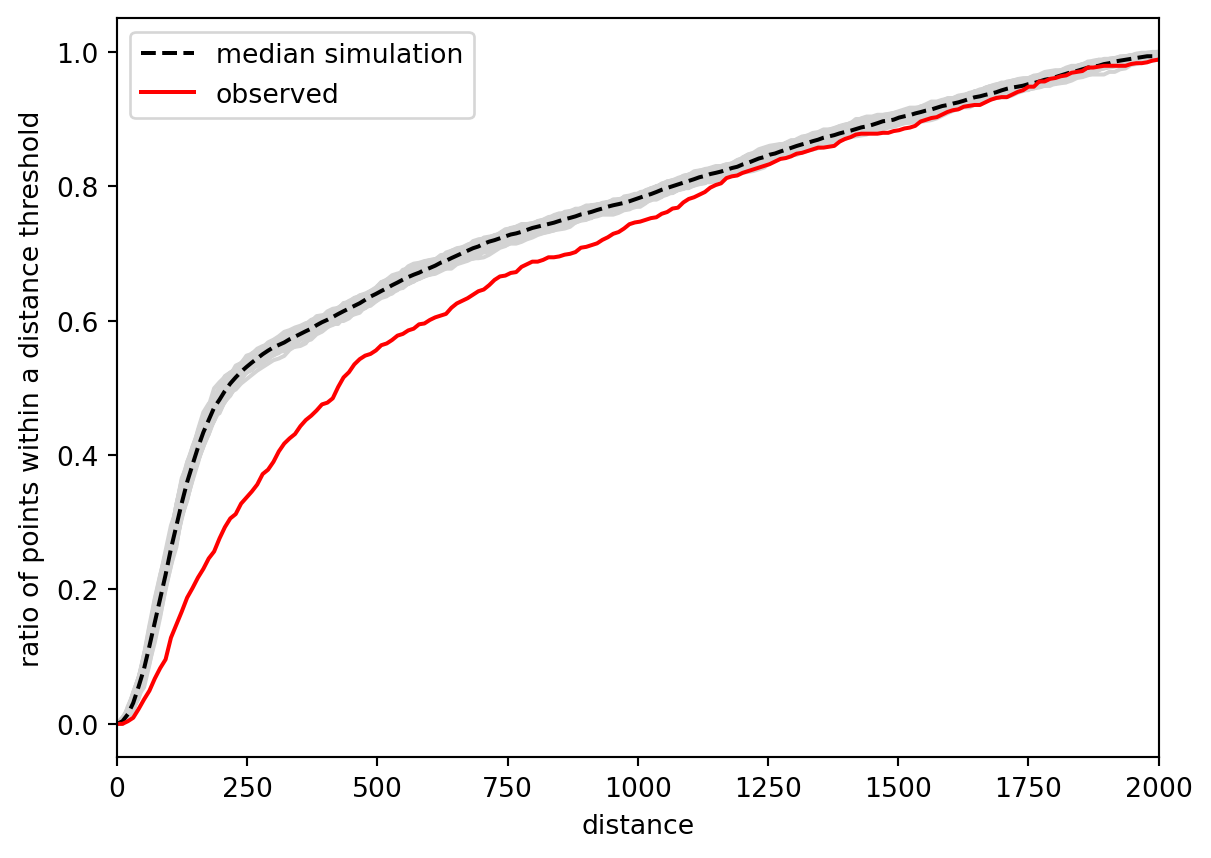 median simulation
observed
ratio of points within a distance threshold
1.0
0.8
0.6
0.4
0.2
0.0
0 250 500 750 1000 1250 1500 1750 2000
distance